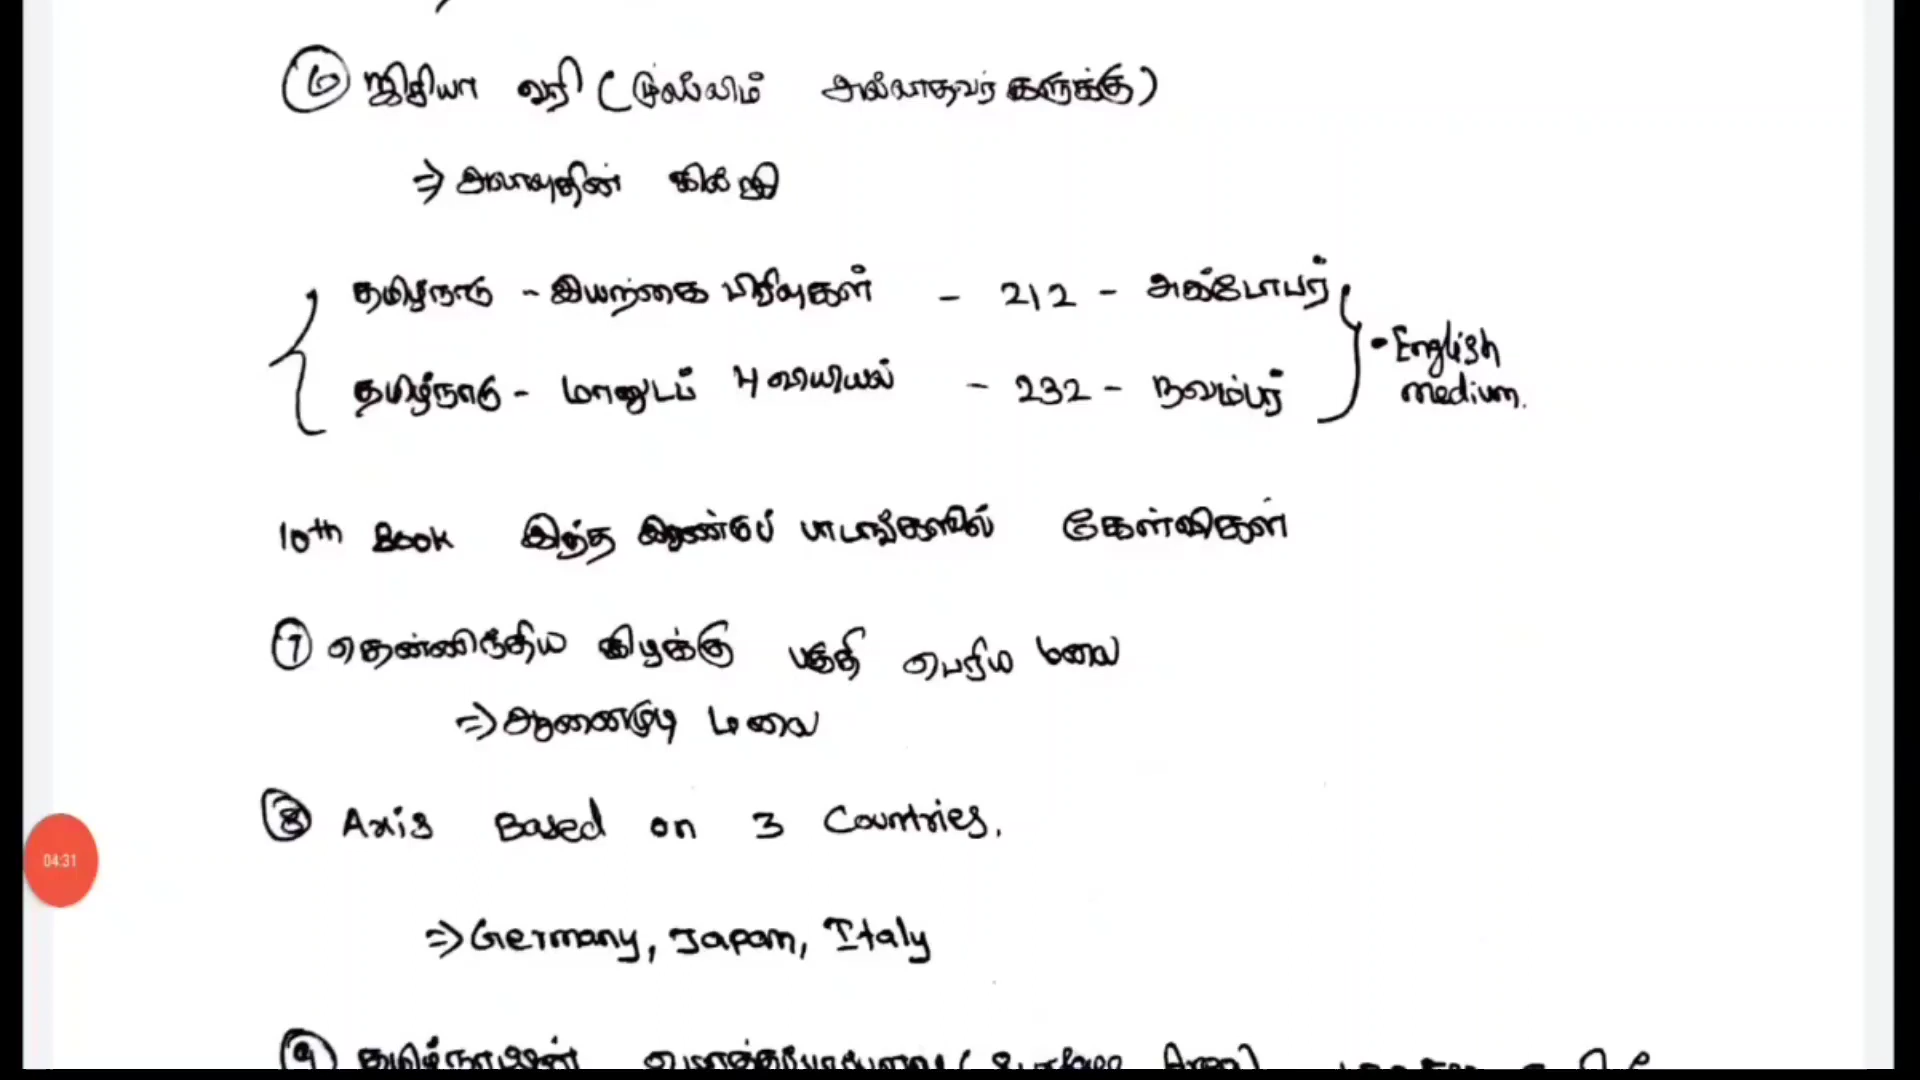 ⑥ ஜிசியா வரி (முஸ்லிம் அல்லாதவர்களுக்கு)
⇒ அலாவுதின் கில்ஜி
தமிழ்நாடு - இயற்கை பிரிவுகள் - 212 - அக்டோபர்
தமிழ்நாடு - மானுடப் புவியியல் - 232 - நவம்பர்
• English medium.
10th Book இந்த இரண்டுப் பாடங்களில் கேள்விகள்
⑦ தென்னிந்திய கிழக்கு பகுதி பெரிய மலை
⇒ ஆனைமுடி மலை
⑧ Axis Based on 3 Countries.
⇒ Germany, Japan, Italy
⑨ தமிழ்நாட்டின்
04:31